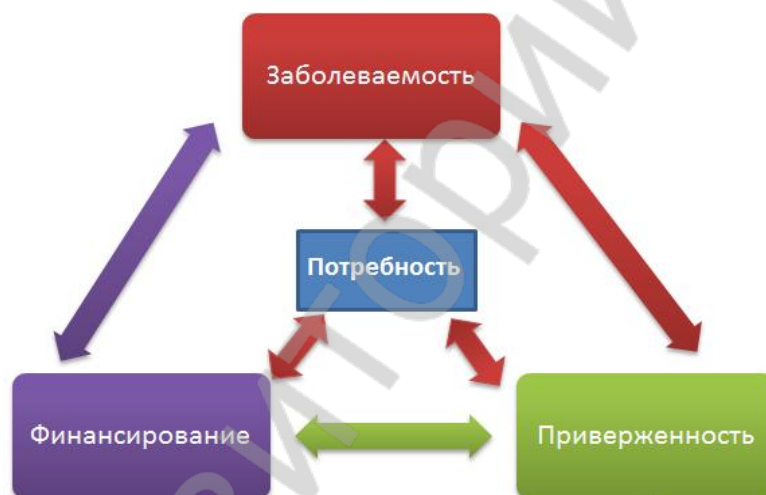 Заболеваемость
Потребность
Финансирование
Приверженность